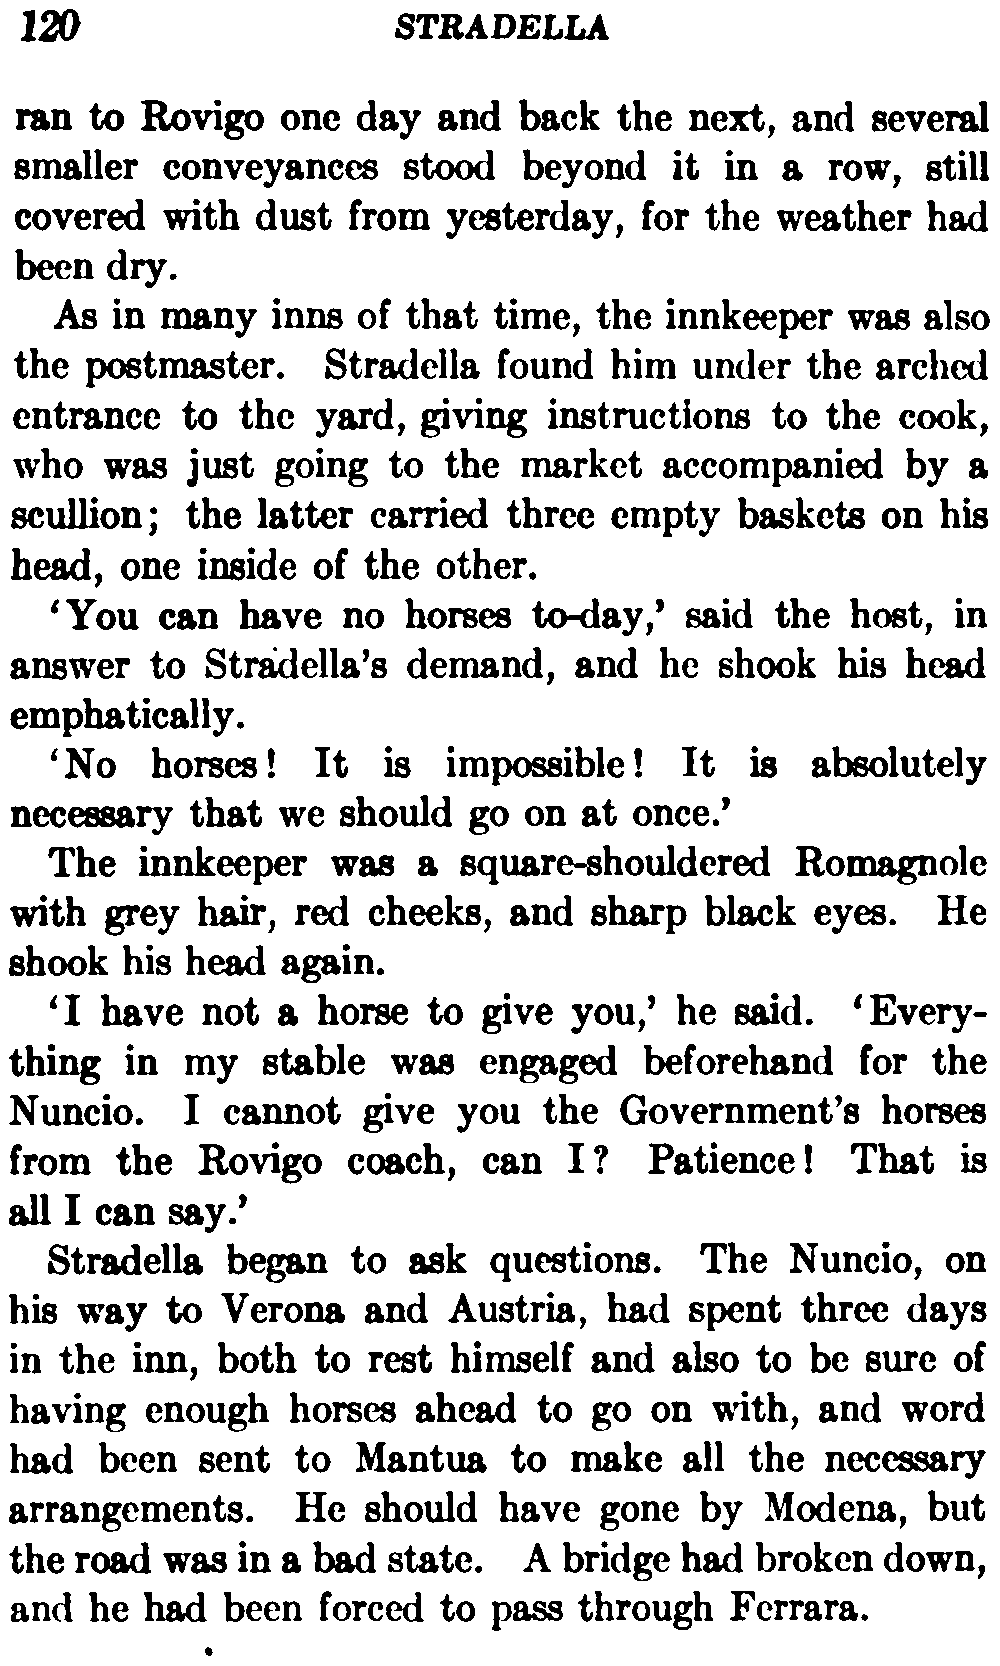 120 STRADELLA
ran to Rovigo one day and back the next, and several
smaller conveyances stood beyond it in a row, still
covered with dust from yesterday, for the weather had
been dry.
As in many inns of that time, the innkeeper was also
the postmaster. Stradella found him under the arched
entrance to the yard, giving instructions to the cook,
who was just going to the market accompanied by a
scullion; the latter carried three empty baskets on his
head, one inside of the other.
‘You can have no horses to-day,’ said the host, in
answer to Stradella’s demand, and he shook his head
emphatically.
‘No horses! It is impossible! It is absolutely
necessary that we should go on at once.’
The innkeeper was a square-shouldered Romagnole
with grey hair, red cheeks, and sharp black eyes. He
shook his head again.
‘I have not a horse to give you,’ he said. ‘Every-
thing in my stable was engaged beforehand for the
Nuncio. I cannot give you the Government’s horses
from the Rovigo coach, can I? Patience! That is
all I can say.’
Stradella began to ask questions. The Nuncio, on
his way to Verona and Austria, had spent three days
in the inn, both to rest himself and also to be sure of
having enough horses ahead to go on with, and word
had been sent to Mantua to make all the necessary
arrangements. He should have gone by Modena, but
the road was in a bad state. A bridge had broken down,
and he had been forced to pass through Ferrara.